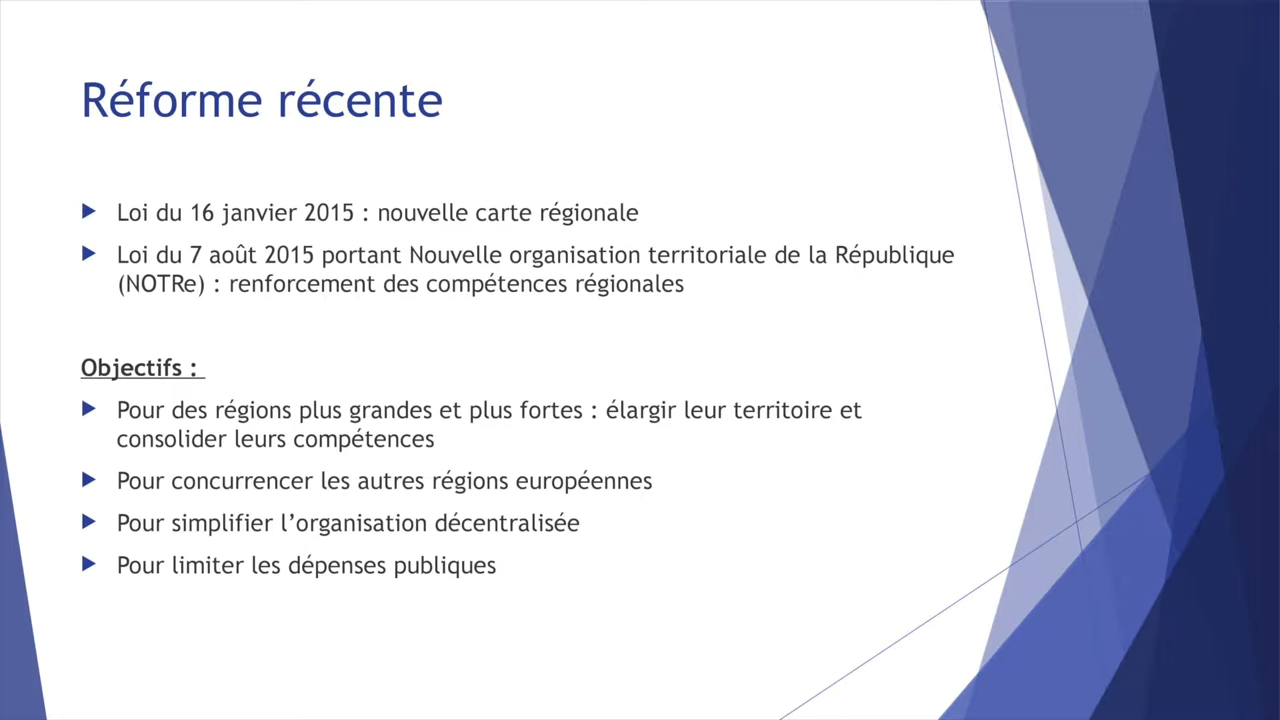 Réforme récente
Loi du 16 janvier 2015 : nouvelle carte régionale
Loi du 7 août 2015 portant Nouvelle organisation territoriale de la République
(NOTRe) : renforcement des compétences régionales
Objectifs :
Pour des régions plus grandes et plus fortes : élargir leur territoire et
consolider leurs compétences
Pour concurrencer les autres régions européennes
Pour simplifier l’organisation décentralisée
Pour limiter les dépenses publiques